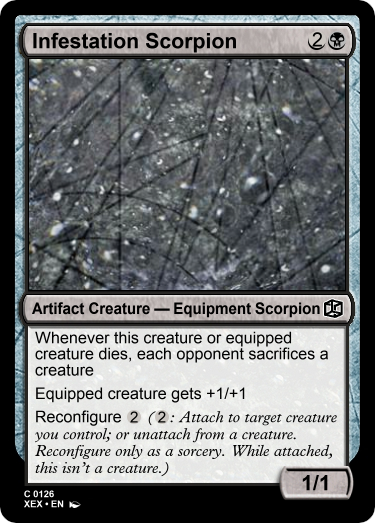 Infestation Scorpion 2
Artifact Creature — Equipment Scorpion
Whenever this creature or equipped
creature dies, each opponent sacrifices a
creature
Equipped creature gets +1/+1
Reconfigure 2 (2: Attach to target creature
you control; or unattach from a creature.
Reconfigure only as a sorcery. While attached,
this isn't a creature.)
1/1
C 0126
XEX • EN